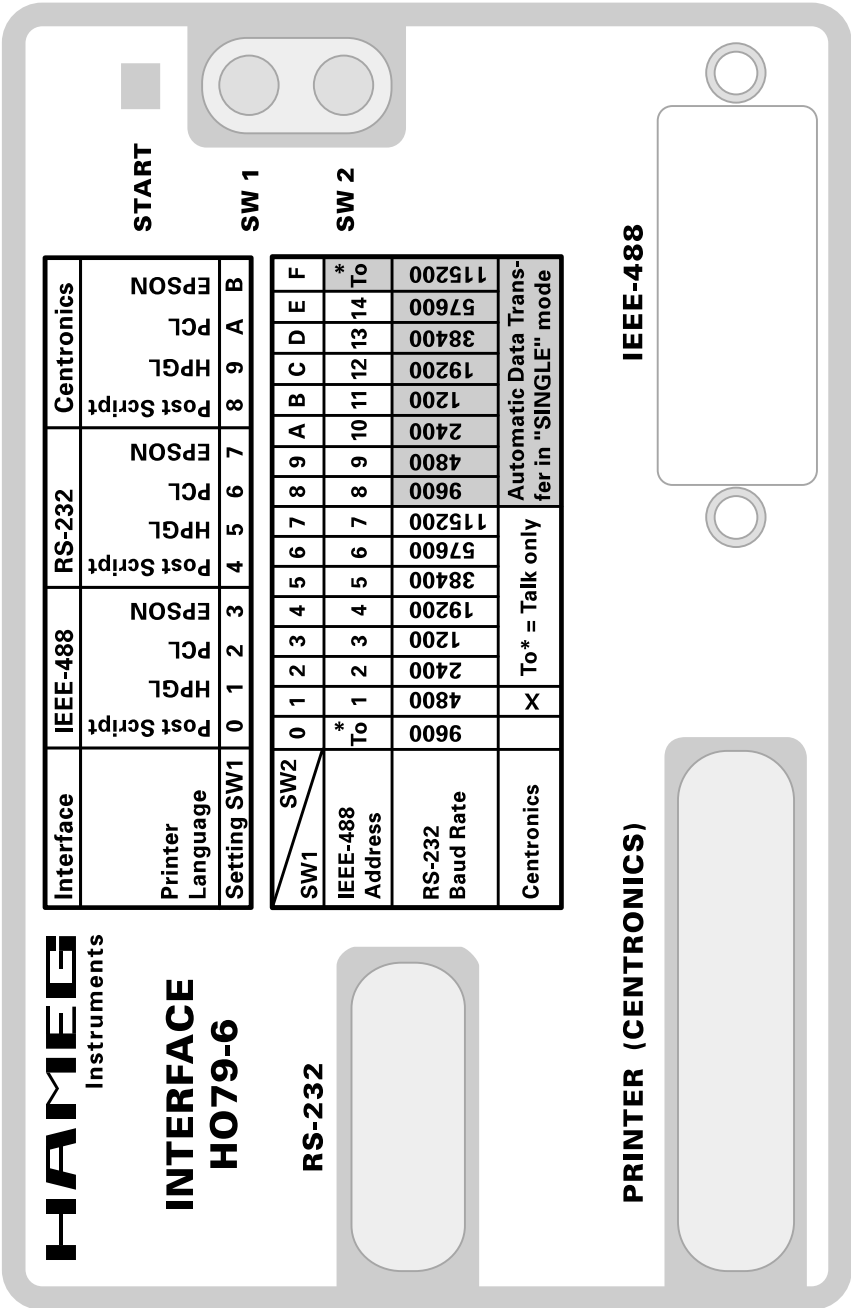 HAMEG
Instruments
INTERFACE
HO79-6
RS-232
PRINTER (CENTRONICS)
START
SW 1
SW 2
IEEE-488
Interface IEEE-488 RS-232 Centronics
Printer Language Post Script HPGL PCL EPSON Post Script HPGL PCL EPSON Post Script HPGL PCL EPSON
Setting SW1 0 1 2 3 4 5 6 7 8 9 A B
SW1 SW2 0 1 2 3 4 5 6 7 8 9 A B C D E F
IEEE-488 Address To* 1 2 3 4 5 6 7 8 9 10 11 12 13 14 To*
RS-232 Baud Rate 9600 4800 2400 1200 19200 38400 57600 115200 9600 4800 2400 1200 19200 38400 57600 115200
Centronics X To* = Talk only
Automatic Data Trans-
fer in "SINGLE" mode